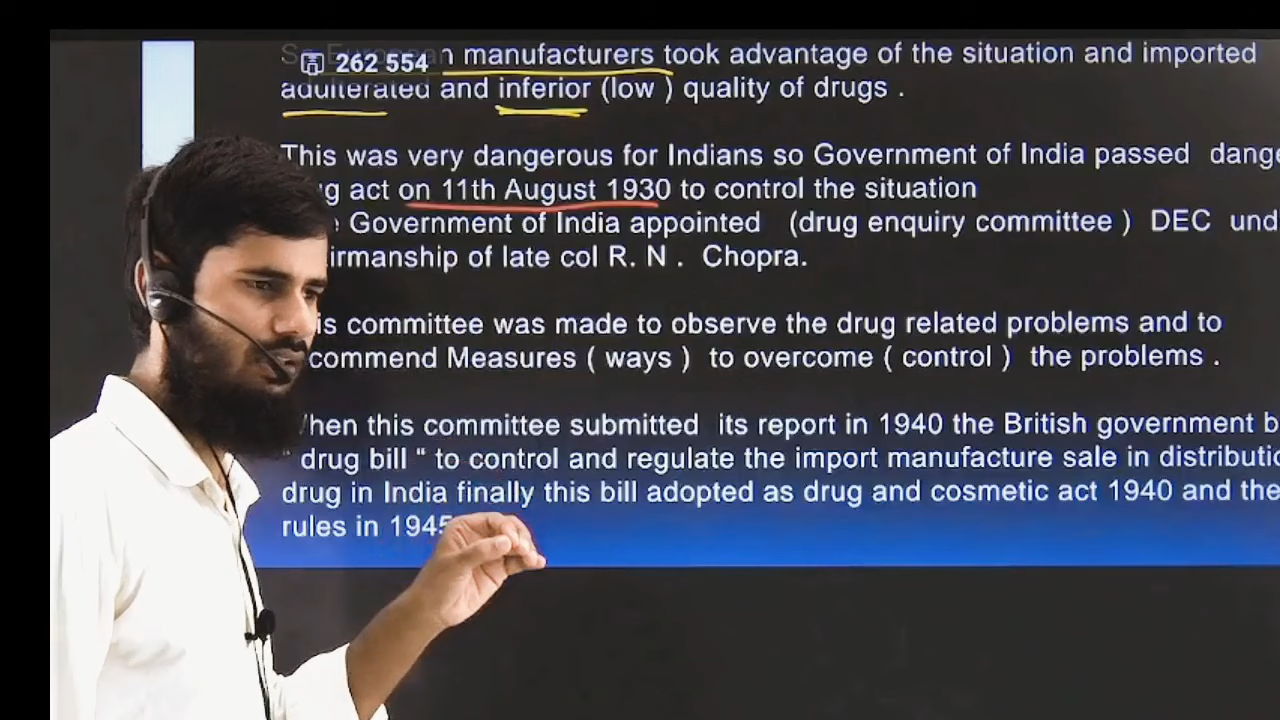 n manufacturers took advantage of the situation and imported
262 554
adulterated and inferior (low ) quality of drugs .
This was very dangerous for Indians so Government of India passed
act on 11th August 1930 to control the situation
Government of India appointed (drug enquiry committee ) DEC
of late col R. N . Chopra.
committee was made to observe the drug related problems and to
Measures ( ways ) to overcome ( control ) the problems .
this committee submitted its report in 1940 the British government
“ drug bill “ to control and regulate the import manufacture sale in
drug in India finally this bill adopted as drug and cosmetic act 1940 and
rules in 1945